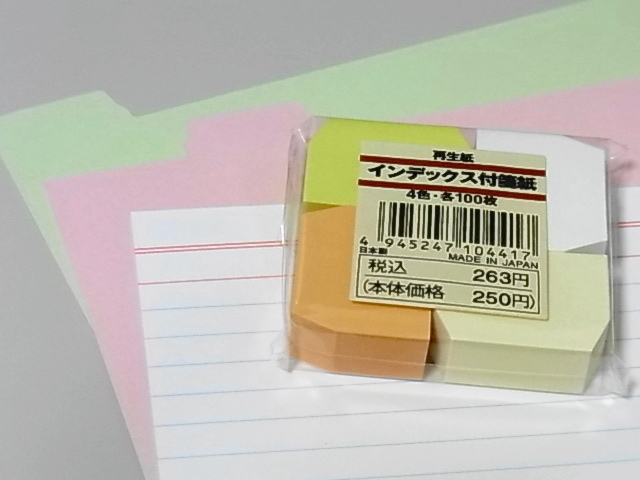 再生紙
インデックス付箋紙
4色・各100枚
4 945247 104417
日本製 MADE IN JAPAN
税込 263円
(本体価格 250円)